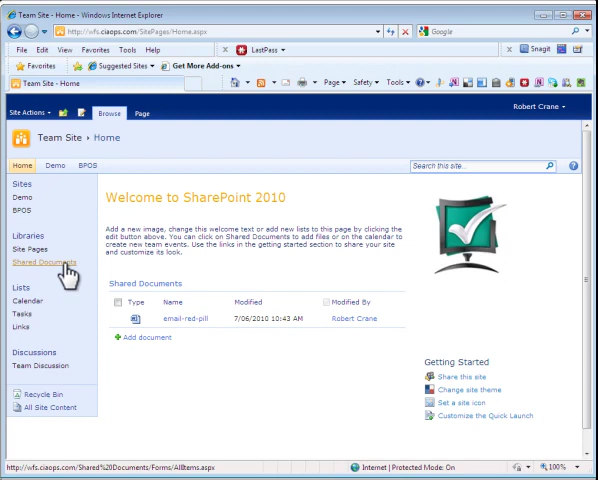 Team Site - Home - Windows Internet Explorer
http://wfs.ciaops.com/SitePages/Home.aspx
Google
File Edit View Favorites Tools Help
x LastPass
x Snagit
Favorites Suggested Sites Get More Add-ons
Team Site - Home
Page Safety Tools
Site Actions Browse Page Robert Crane
Team Site › Home
Home Demo BPOS Search this site...
Sites
Demo
BPOS
Libraries
Site Pages
Shared Documents
Lists
Calendar
Tasks
Links
Discussions
Team Discussion
Recycle Bin
All Site Content
Welcome to SharePoint 2010
Add a new image, change this welcome text or add new lists to this page by clicking the
edit button above. You can click on Shared Documents to add files or on the calendar to
create new team events. Use the links in the getting started section to share your site
and customize its look.
Shared Documents
Type Name Modified Modified By
email-red-pill 7/06/2010 10:43 AM Robert Crane
Add document
Getting Started
Share this site
Change site theme
Set a site icon
Customize the Quick Launch
http://wfs.ciaops.com/Shared%20Documents/Forms/AllItems.aspx Internet | Protected Mode: On 100%